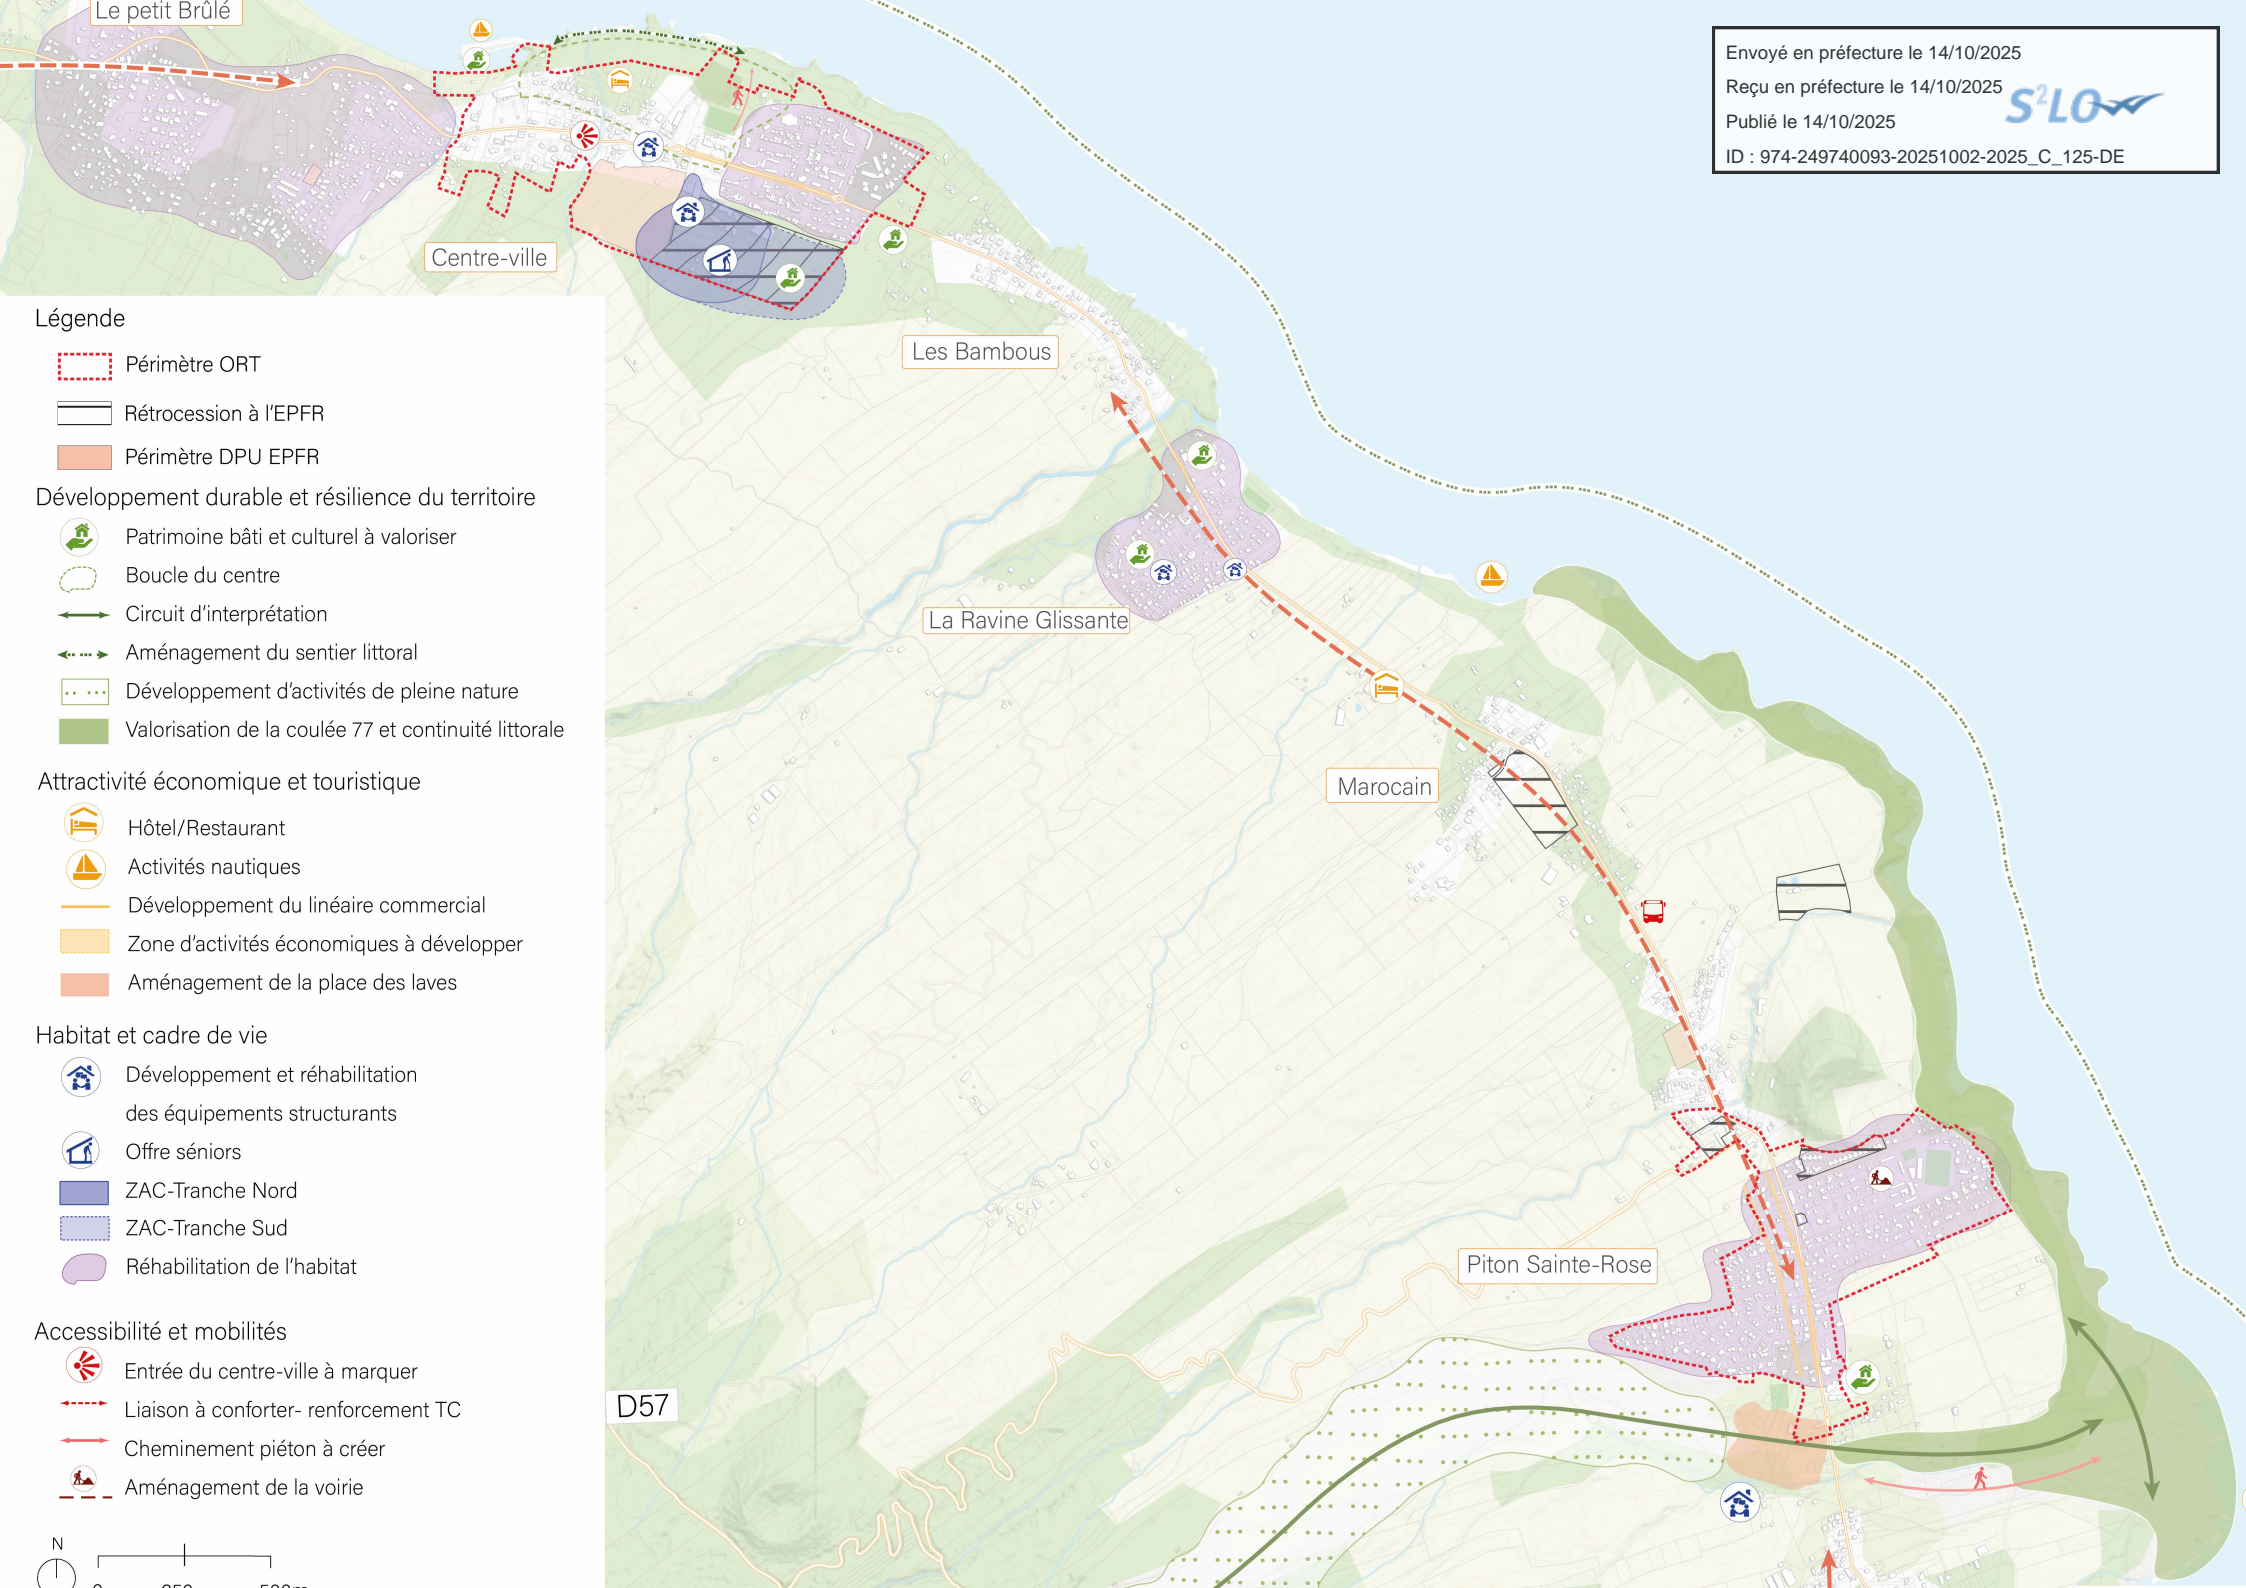 Le petit Brûlé
Envoyé en préfecture le 14/10/2025
Reçu en préfecture le 14/10/2025
Publié le 14/10/2025
S²LO
ID : 974-249740093-20251002-2025_C_125-DE
Centre-ville
Les Bambous
La Ravine Glissante
Marocain
Piton Sainte-Rose
D57
Légende
Périmètre ORT
Rétrocession à l'EPFR
Périmètre DPU EPFR
Développement durable et résilience du territoire
Patrimoine bâti et culturel à valoriser
Boucle du centre
Circuit d'interprétation
Aménagement du sentier littoral
Développement d'activités de pleine nature
Valorisation de la coulée 77 et continuité littorale
Attractivité économique et touristique
Hôtel/Restaurant
Activités nautiques
Développement du linéaire commercial
Zone d'activités économiques à développer
Aménagement de la place des laves
Habitat et cadre de vie
Développement et réhabilitation
des équipements structurants
Offre séniors
ZAC-Tranche Nord
ZAC-Tranche Sud
Réhabilitation de l'habitat
Accessibilité et mobilités
Entrée du centre-ville à marquer
Liaison à conforter- renforcement TC
Cheminement piéton à créer
Aménagement de la voirie
N
0 250 500m